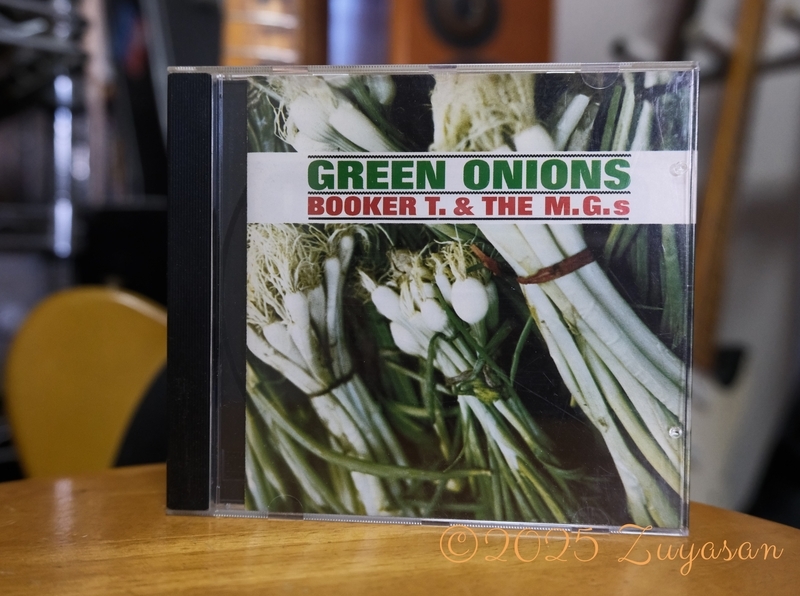 GREEN ONIONS
BOOKER T. & THE M.G.s
©2025 Zuyasan